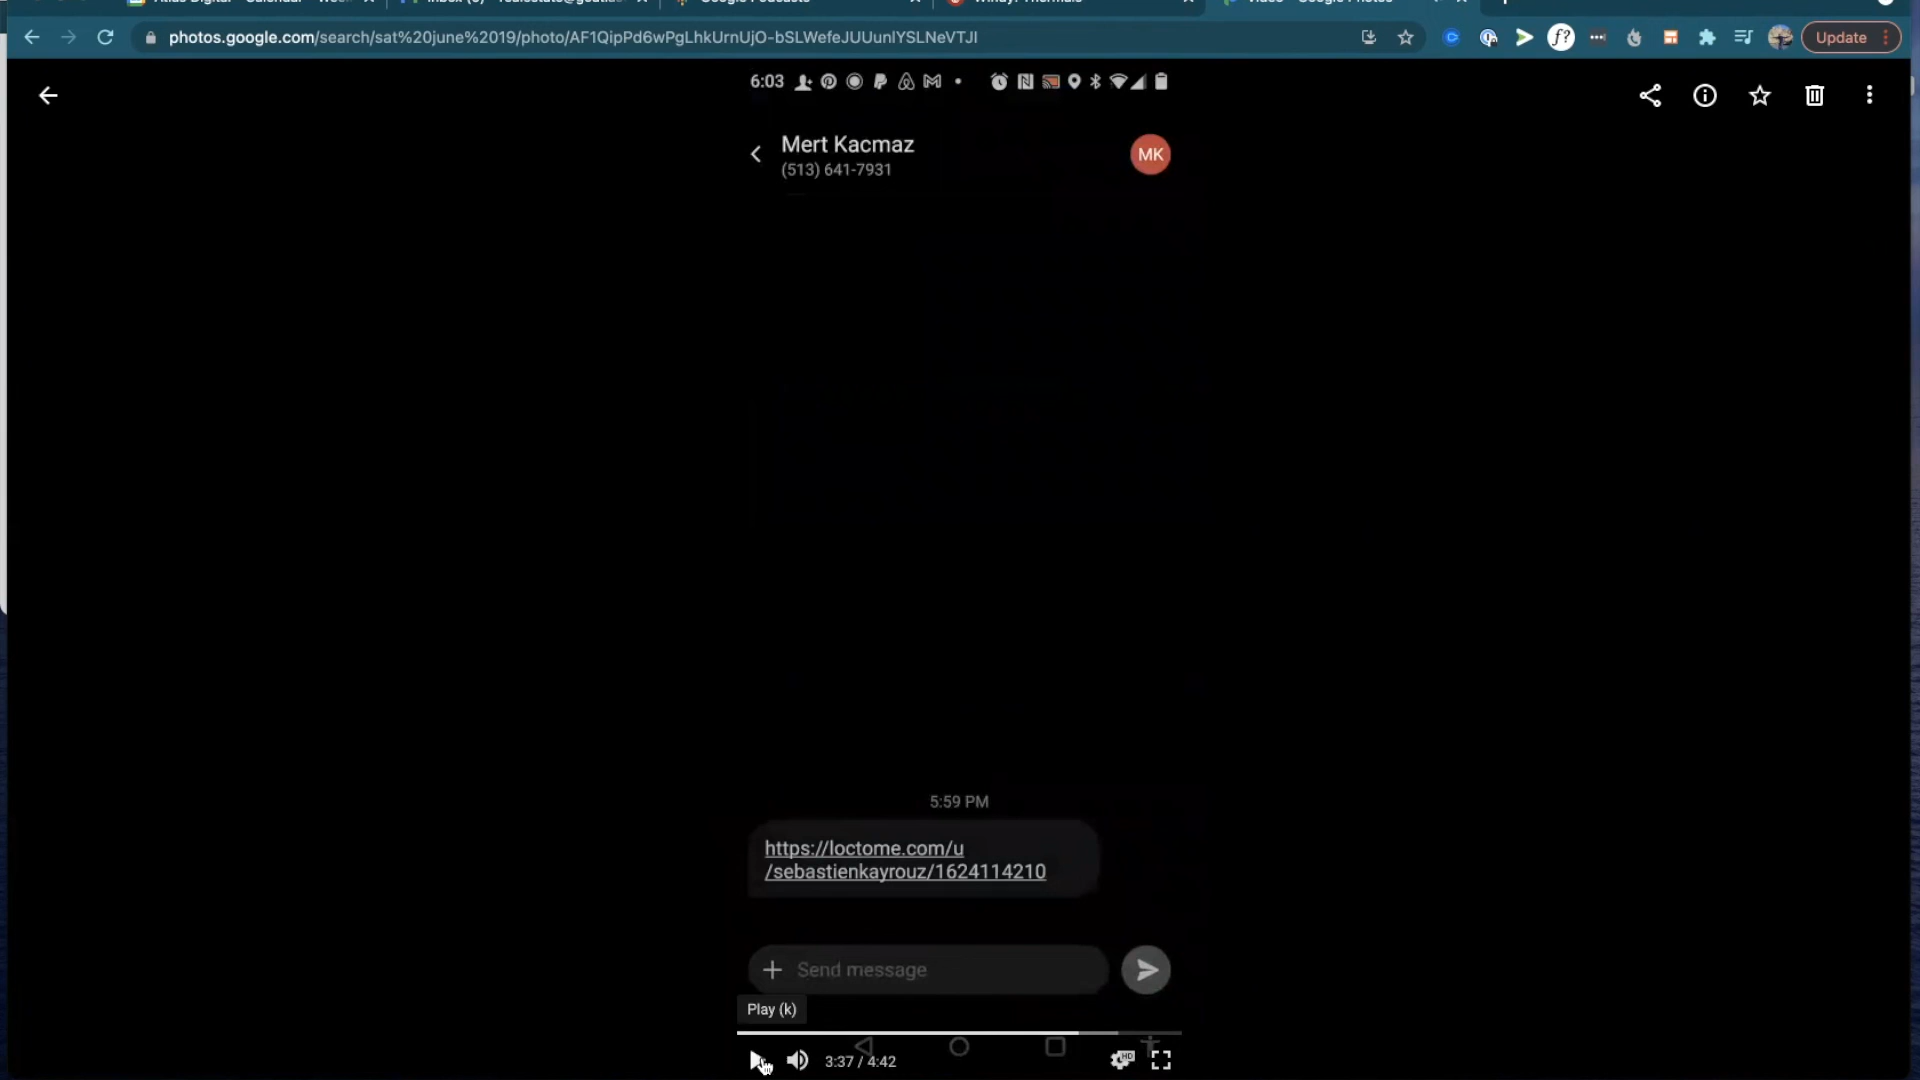 photos.google.com/search/sat%20june%2019/photo/AF1QipPd6wPgLhkUrnUjO-bSLWefeJUUunlYSLNeVTJI
Update
6:03
Mert Kacmaz
(513) 641-7931
MK
5:59 PM
https://loctome.com/u
/sebastienkayrouz/1624114210
Send message
Play (k)
3:37 / 4:42
HD